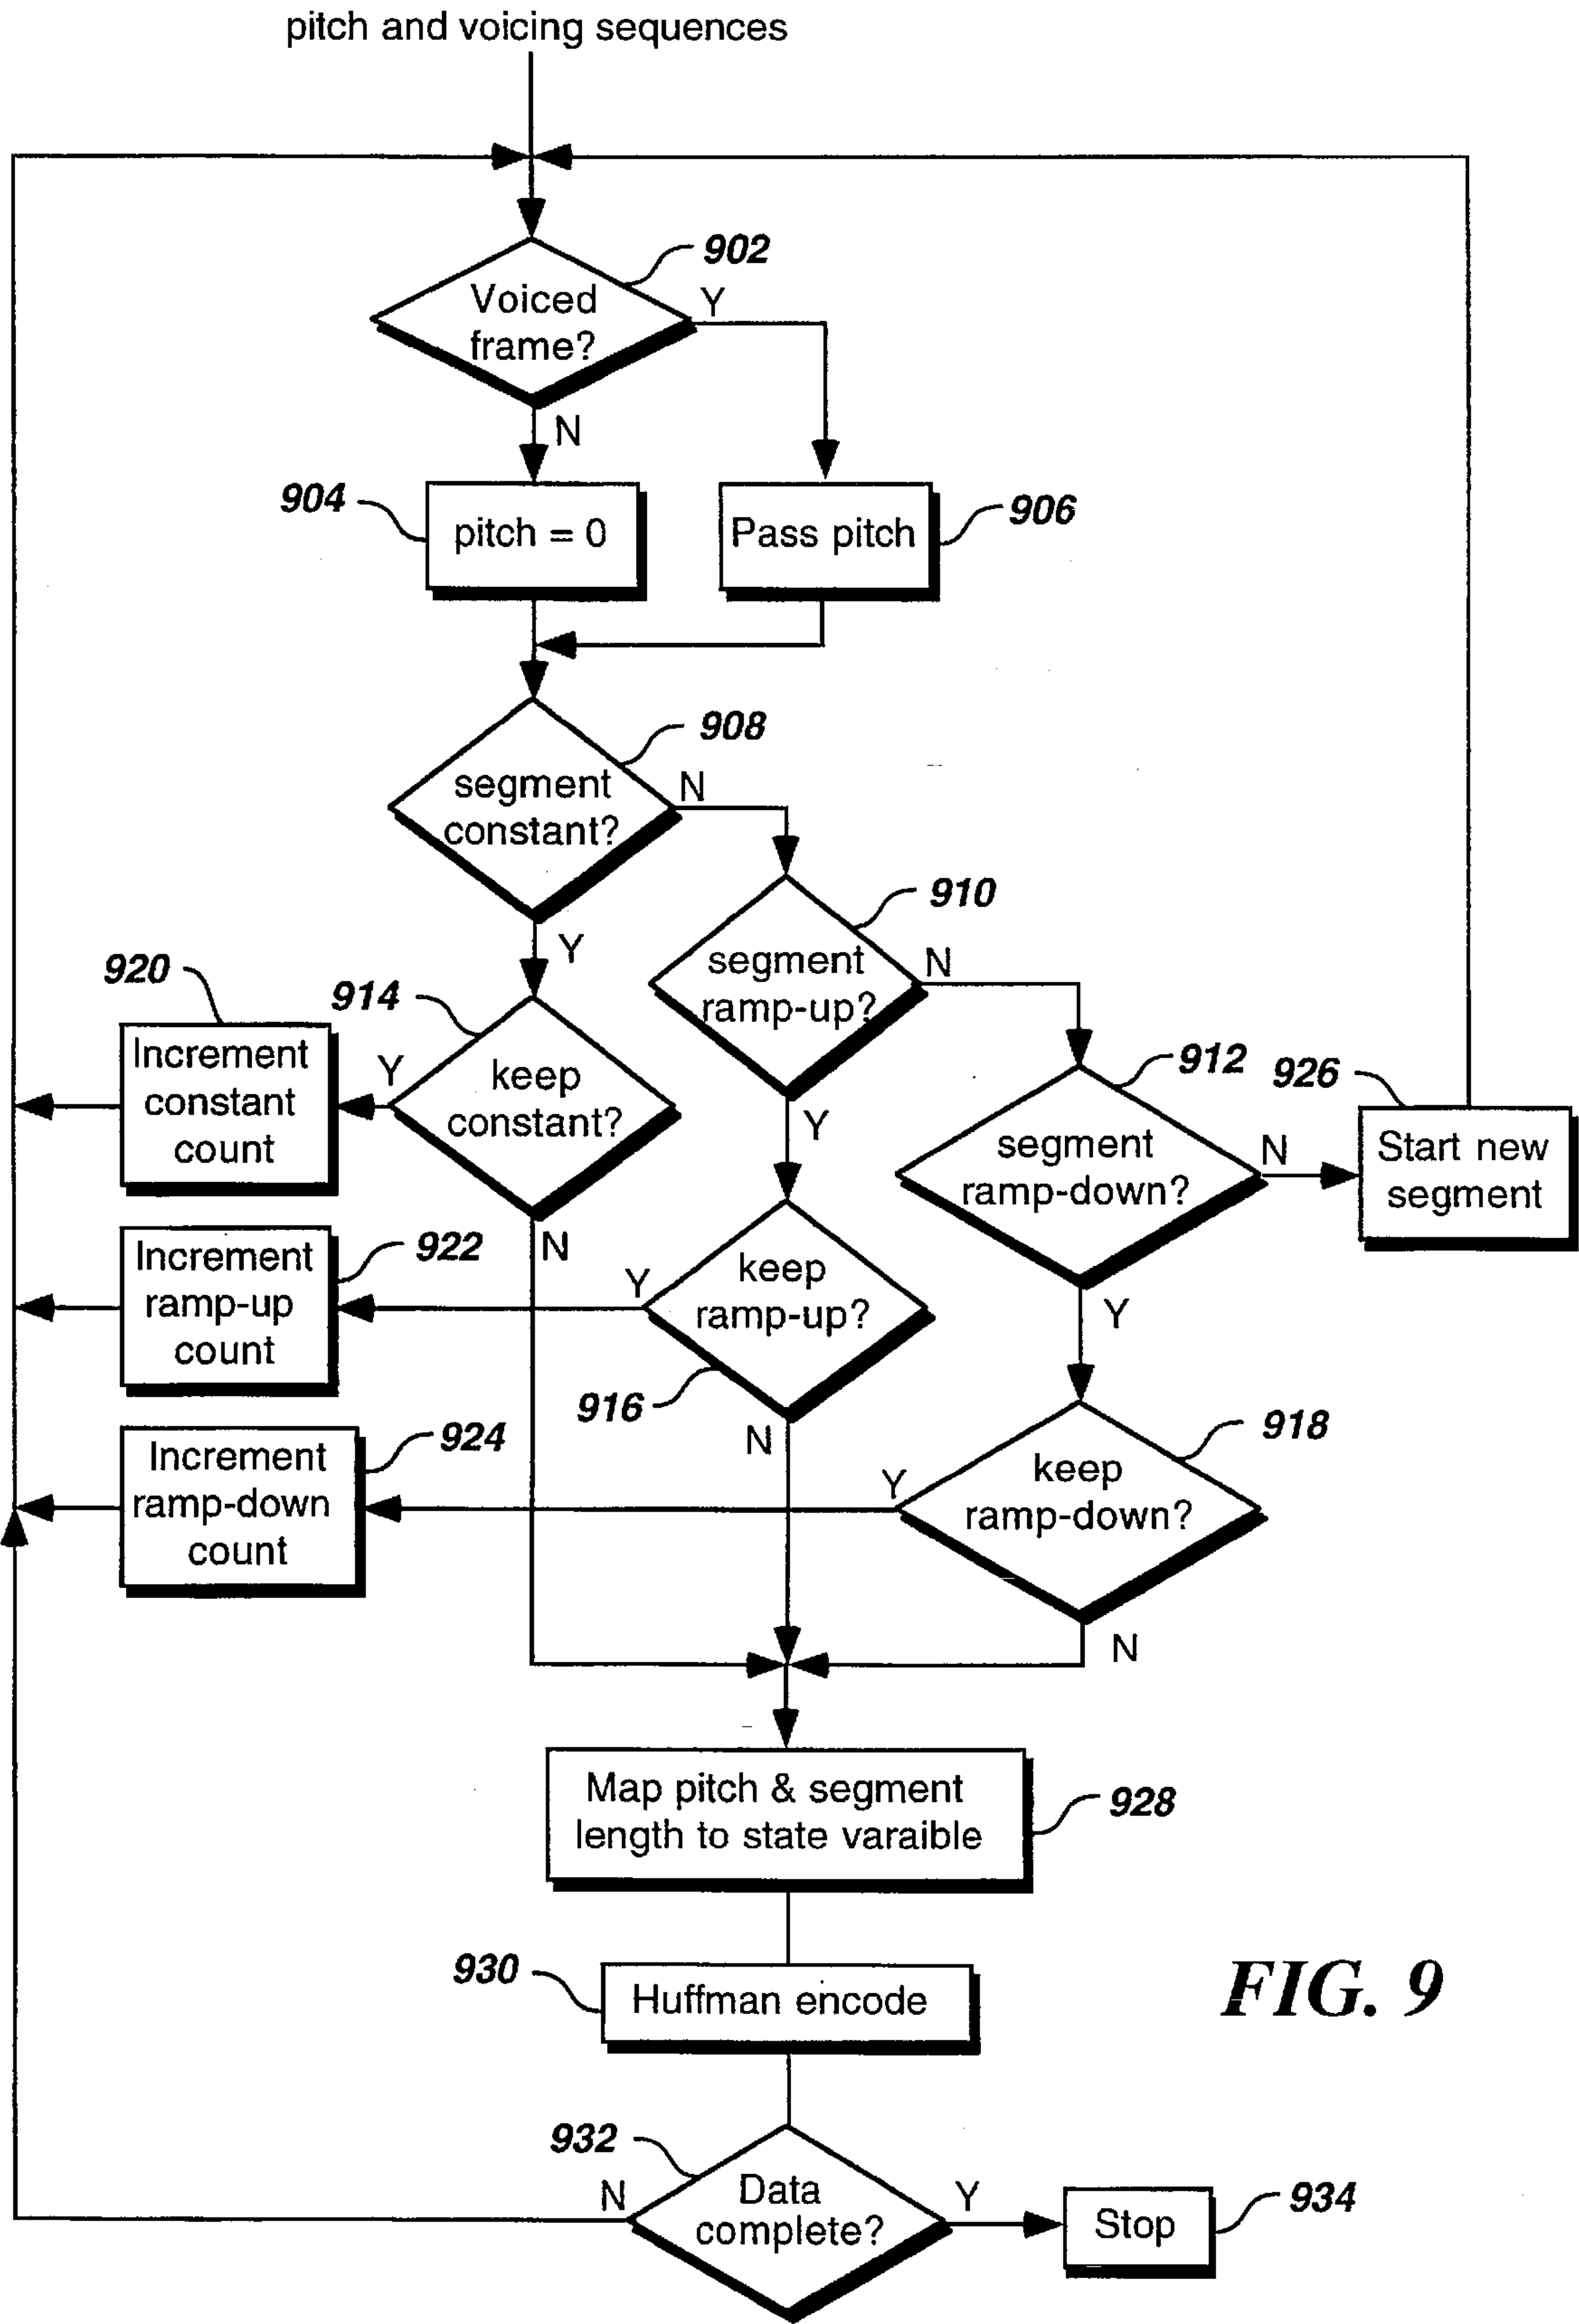 pitch and voicing sequences
902
Voiced
frame?
Y
N
904
pitch = 0
Pass pitch
906
908
segment
constant?
N
Y
910
segment
ramp-up?
N
Y
920
Increment
constant
count
914
Y
keep
constant?
N
912
segment
ramp-down?
N
Y
926
Start new
segment
922
Increment
ramp-up
count
Y
keep
ramp-up?
916
N
924
Increment
ramp-down
count
Y
918
keep
ramp-down?
N
Map pitch & segment
length to state varaible
928
930
Huffman encode
FIG. 9
932
N
Data
complete?
Y
Stop
934